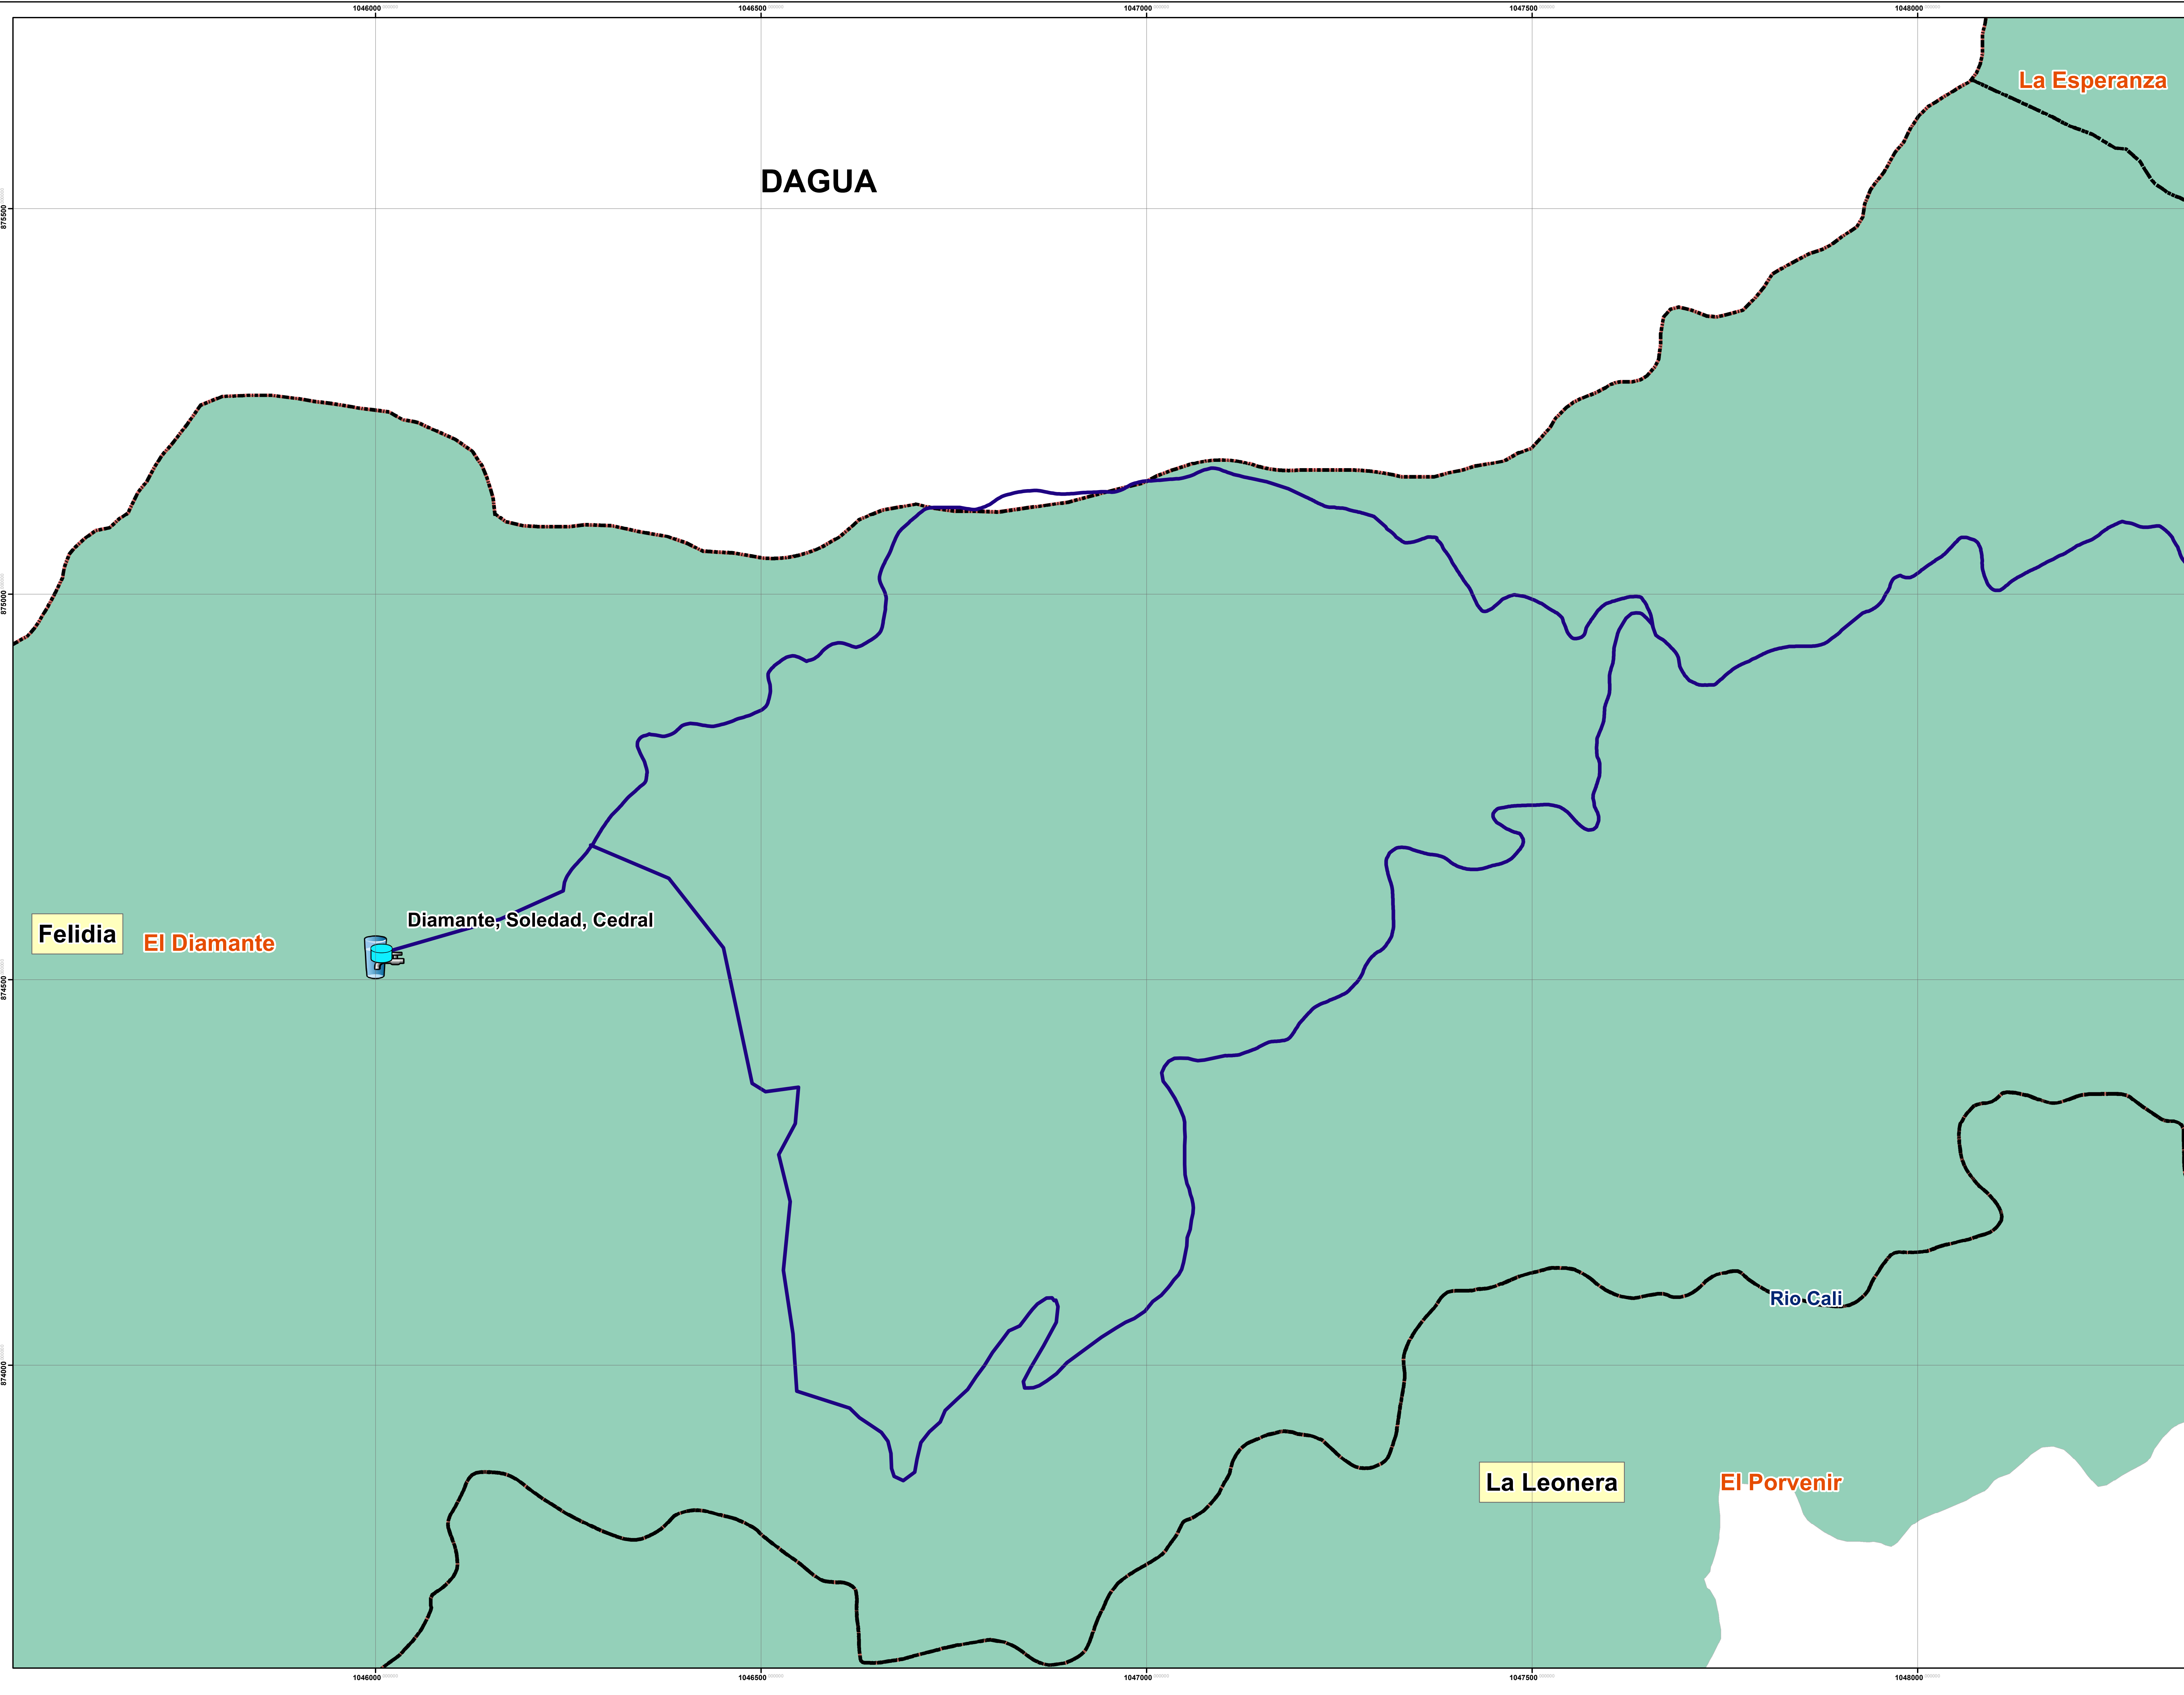 1046000 1046500 1047000 1047500 1048000
La Esperanza
DAGUA
875500
875000
Diamante, Soledad, Cedral
Felidia
El Diamante
874500
Rio Cali
874000
La Leonera
El Porvenir
1046000 1046500 1047000 1047500 1048000